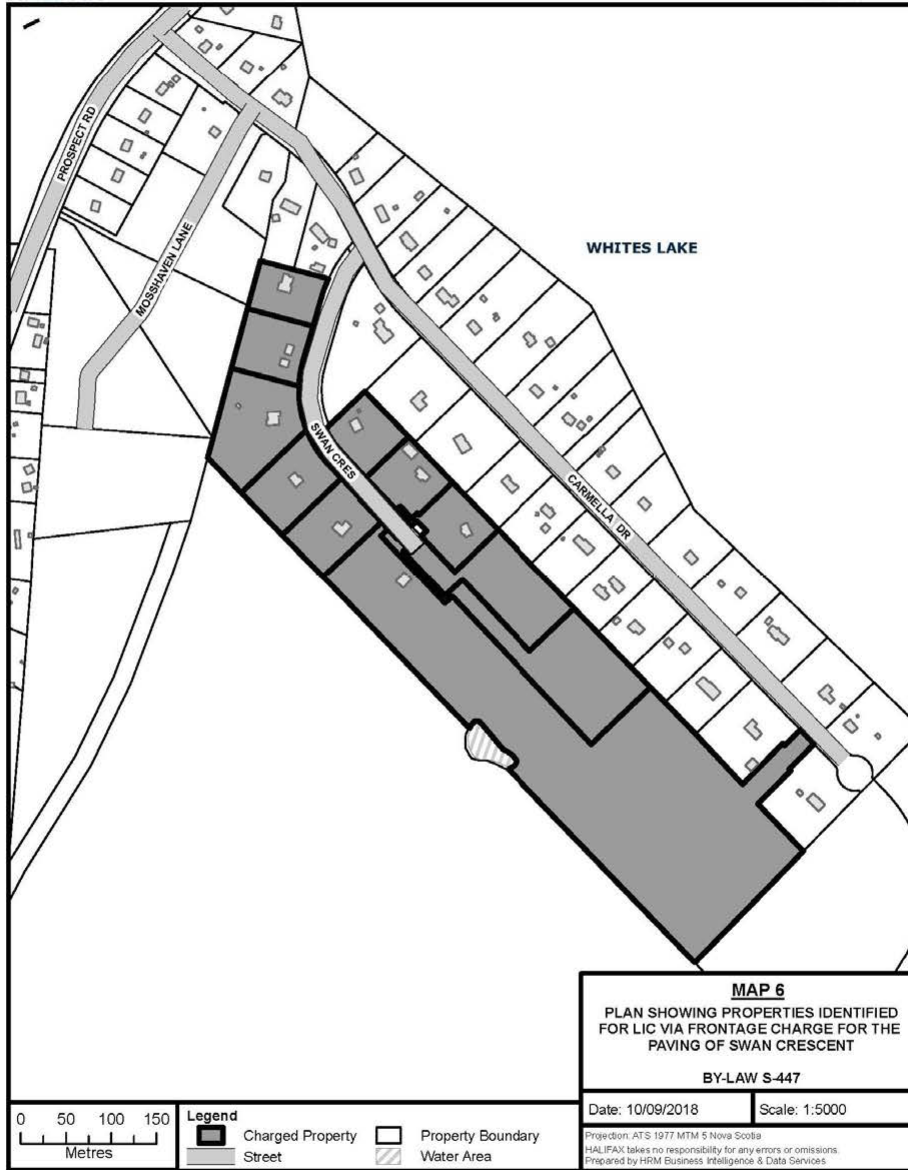 PROSPECT RD
MOSSHAVEN LANE
WHITES LAKE
SWAN CRES
CARMELLA DR
MAP 6
PLAN SHOWING PROPERTIES IDENTIFIED
FOR LIC VIA FRONTAGE CHARGE FOR THE
PAVING OF SWAN CRESCENT
BY-LAW S-447
Date: 10/09/2018
Scale: 1:5000
Projection: ATS 1977 MTM 5 Nova Scotia
HALIFAX takes no responsibility for any errors or omissions.
Prepared by HRM Business Intelligence & Data Services
0 50 100 150
Metres
Legend
Charged Property
Property Boundary
Street
Water Area